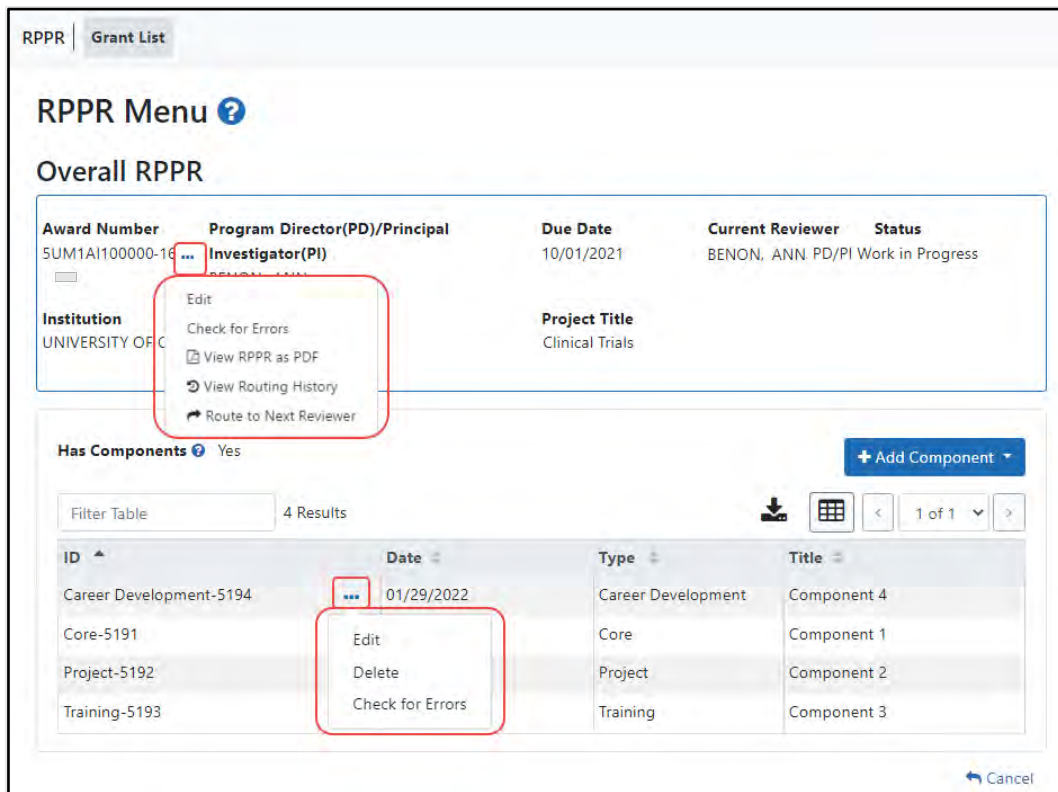 RPPR Grant List
RPPR Menu ?
Overall RPPR
Award Number Program Director(PD)/Principal Investigator(PI) Due Date Current Reviewer Status
5UM1AI100000-16 ... 10/01/2021 BENON, ANN PD/PI Work in Progress
Edit
Check for Errors
View RPPR as PDF
View Routing History
Route to Next Reviewer
Institution Project Title
UNIVERSITY OF Clinical Trials
Has Components ? Yes + Add Component
Filter Table 4 Results < 1 of 1 >
ID Date Type Title
Career Development-5194 ... 01/29/2022 Career Development Component 4
Core-5191 Core Component 1
Project-5192 Project Component 2
Training-5193 Training Component 3
Edit
Delete
Check for Errors
Cancel